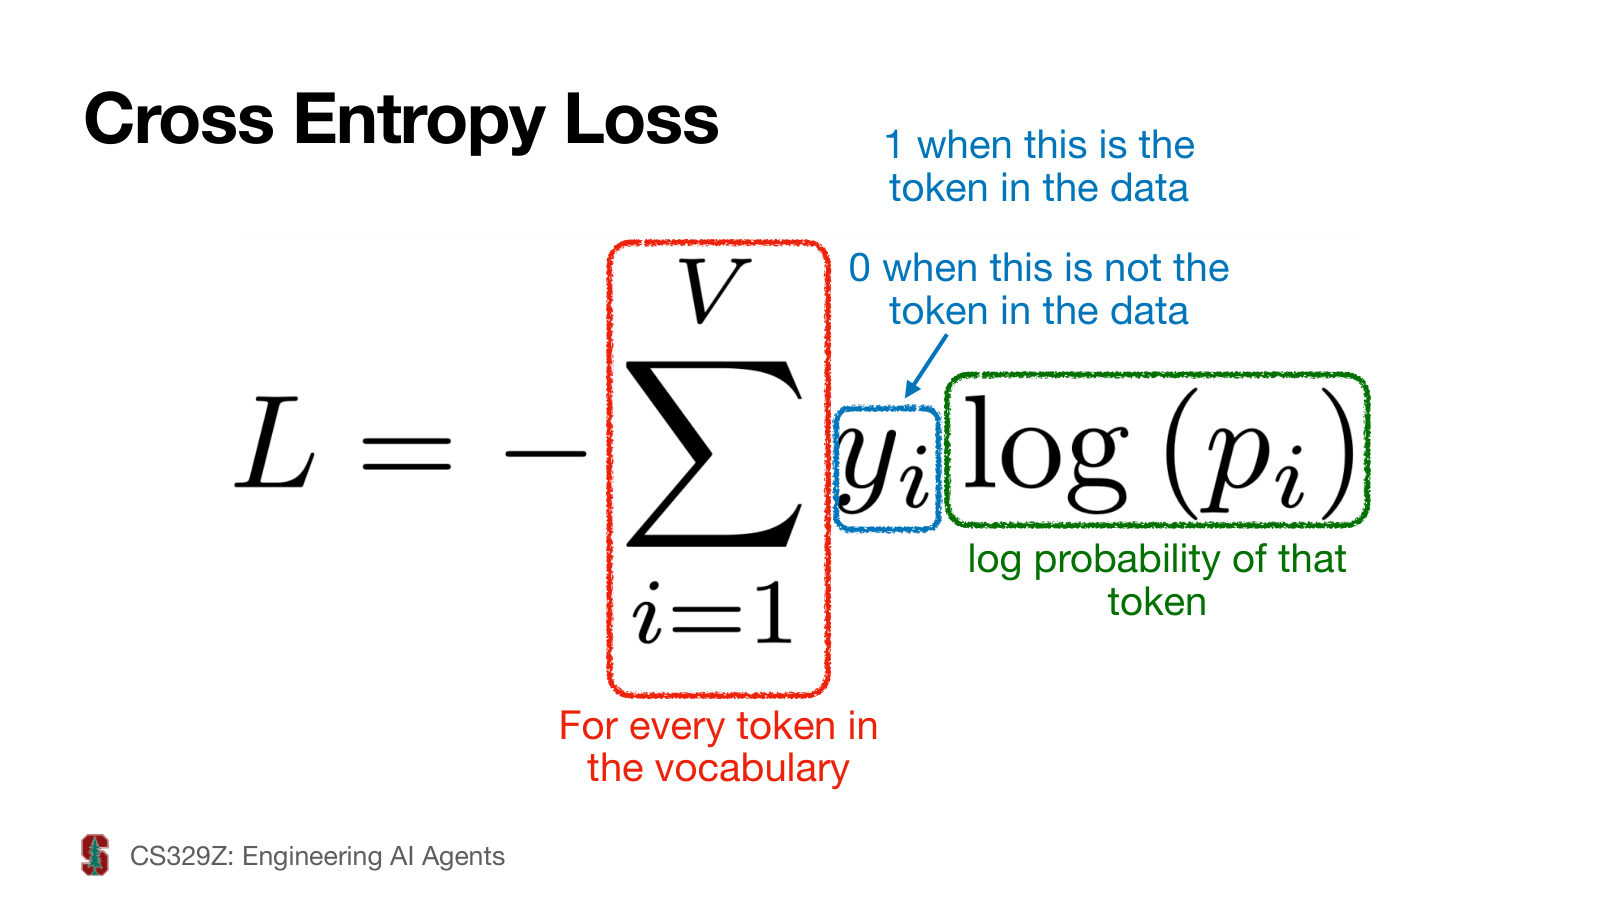 Cross Entropy Loss
1 when this is the
token in the data
0 when this is not the
token in the data
L = - \sum_{i=1}^{V} y_i \log(p_i)
log probability of that
token
For every token in
the vocabulary
CS329Z: Engineering AI Agents